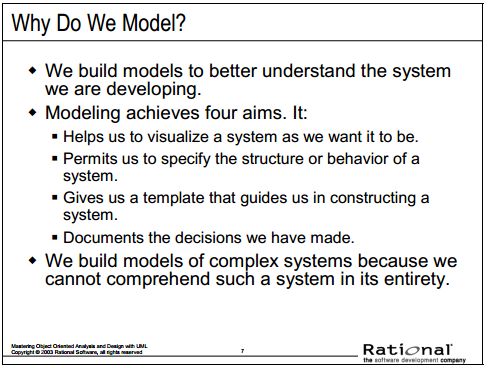 Why Do We Model?
We build models to better understand the system
we are developing.
Modeling achieves four aims. It:
Helps us to visualize a system as we want it to be.
Permits us to specify the structure or behavior of a
system.
Gives us a template that guides us in constructing a
system.
Documents the decisions we have made.
We build models of complex systems because we
cannot comprehend such a system in its entirety.
Mastering Object Oriented Analysis and Design with UML
Copyright © 2003 Rational Software, all rights reserved
7
Rational®
the software development company